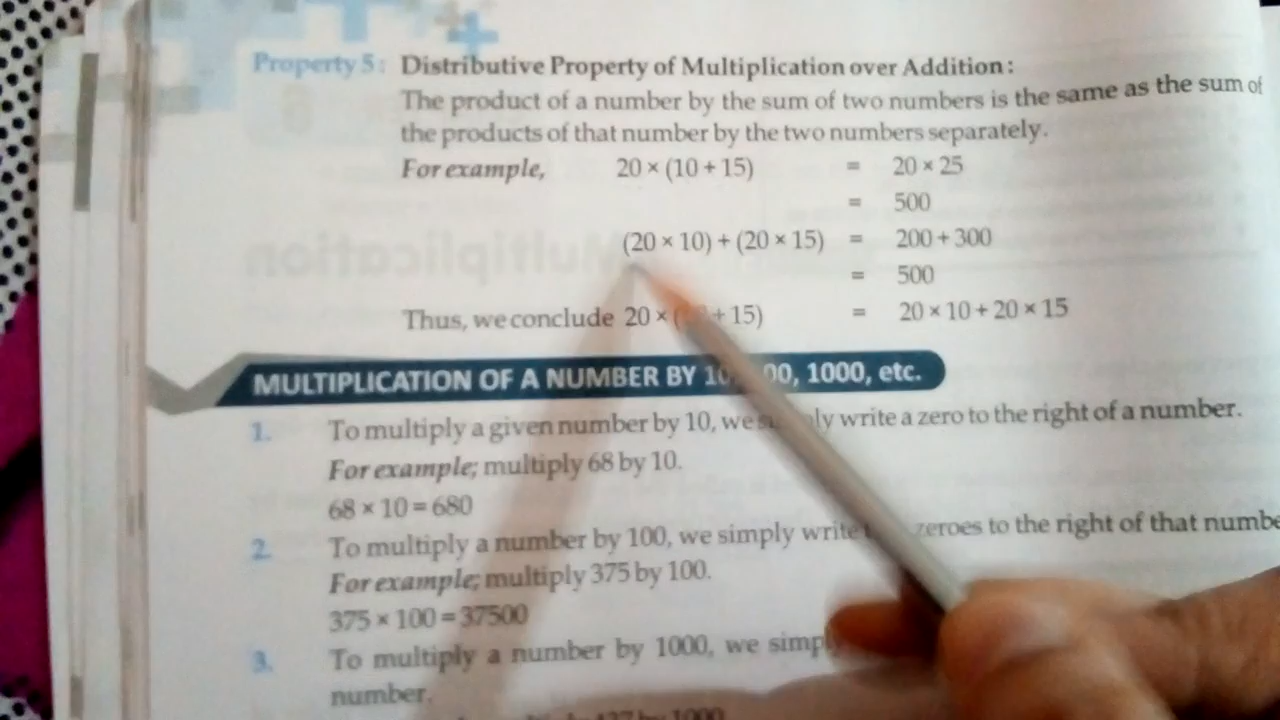 Property 5: Distributive Property of Multiplication over Addition:
The product of a number by the sum of two numbers is the same as the sum of
the products of that number by the two numbers separately.
For example, 20 × (10 + 15) = 20 × 25
= 500
(20 × 10) + (20 × 15) = 200 + 300
= 500
Thus, we conclude 20 × ( + 15) = 20 × 10 + 20 × 15
MULTIPLICATION OF A NUMBER BY 10, 00, 1000, etc.
1. To multiply a given number by 10, we simply write a zero to the right of a number.
For example; multiply 68 by 10.
68 × 10 = 680
2. To multiply a number by 100, we simply write zeroes to the right of that numbe
For example; multiply 375 by 100.
375 × 100 = 37500
3. To multiply a number by 1000, we simpl
number.
by 1000